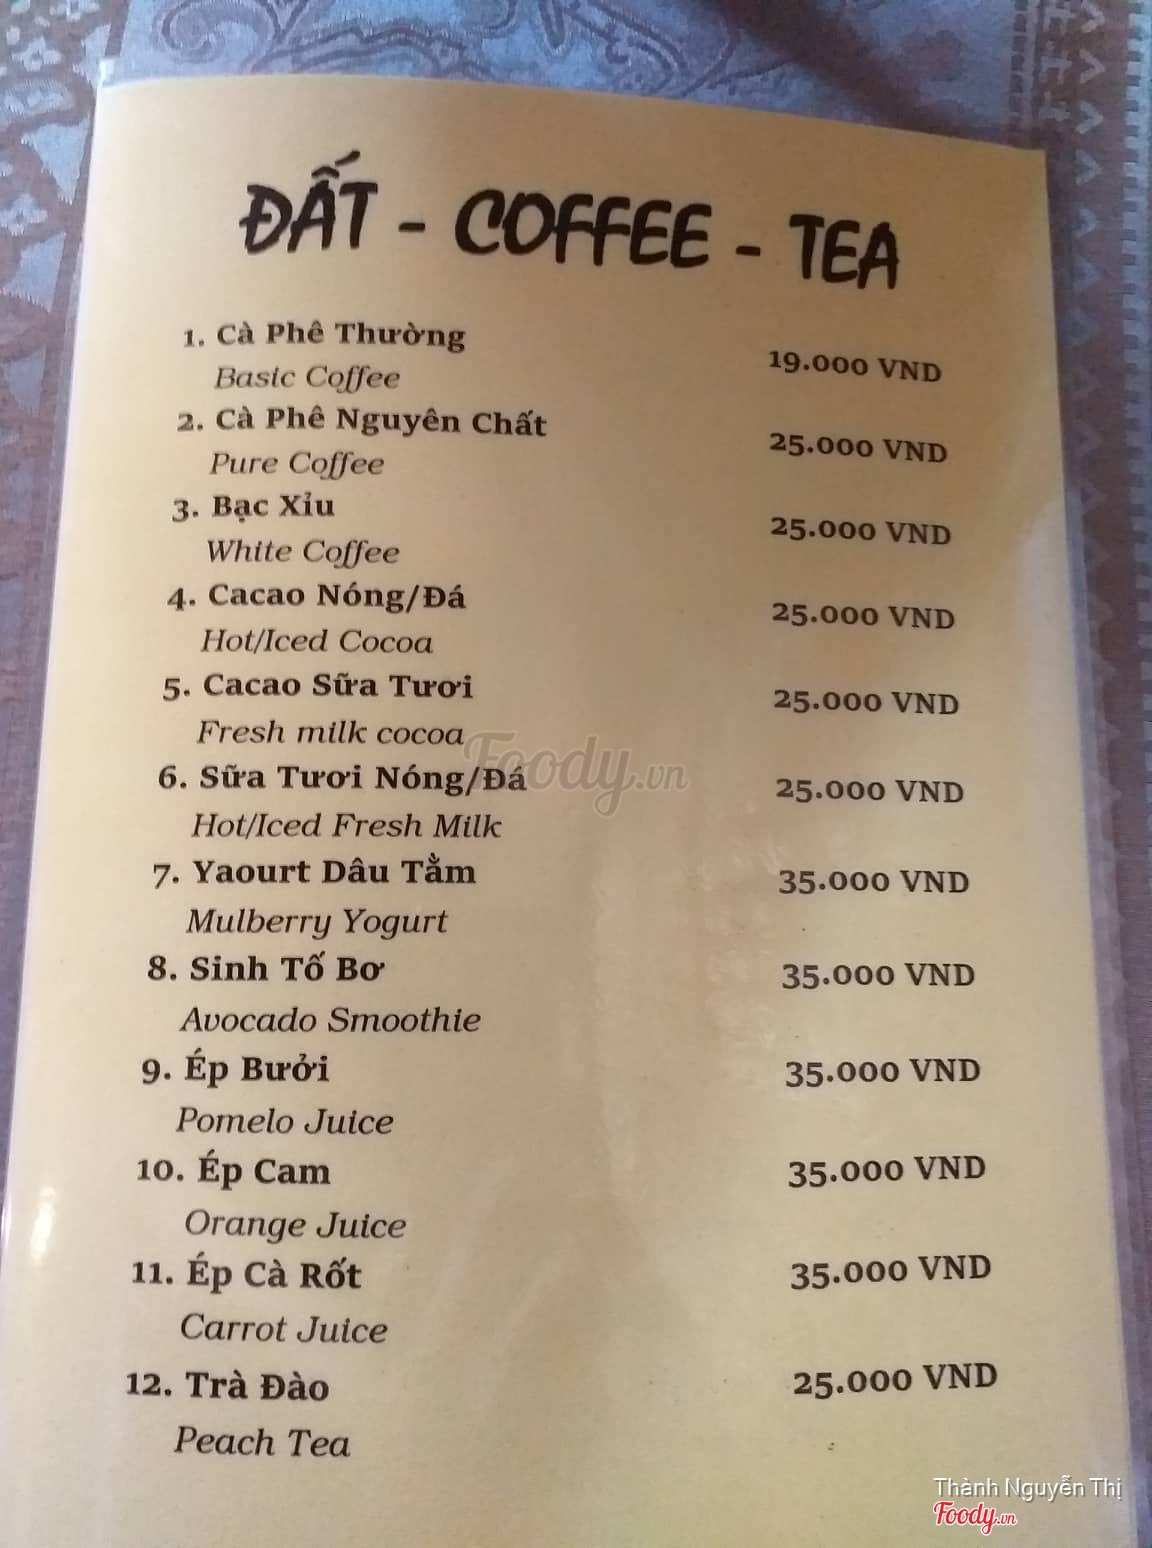 ĐẤT - COFFEE - TEA
1. Cà Phê Thường 19.000 VND
Basic Coffee
2. Cà Phê Nguyên Chất 25.000 VND
Pure Coffee
3. Bạc Xỉu 25.000 VND
White Coffee
4. Cacao Nóng/Đá 25.000 VND
Hot/Iced Cocoa
5. Cacao Sữa Tươi 25.000 VND
Fresh milk cocoa
Foody.vn
6. Sữa Tươi Nóng/Đá 25.000 VND
Hot/Iced Fresh Milk
7. Yaourt Dâu Tằm 35.000 VND
Mulberry Yogurt
8. Sinh Tố Bơ 35.000 VND
Avocado Smoothie
9. Ép Bưởi 35.000 VND
Pomelo Juice
10. Ép Cam 35.000 VND
Orange Juice
11. Ép Cà Rốt 35.000 VND
Carrot Juice
12. Trà Đào 25.000 VND
Peach Tea
Thành Nguyễn Thị
Foody.vn